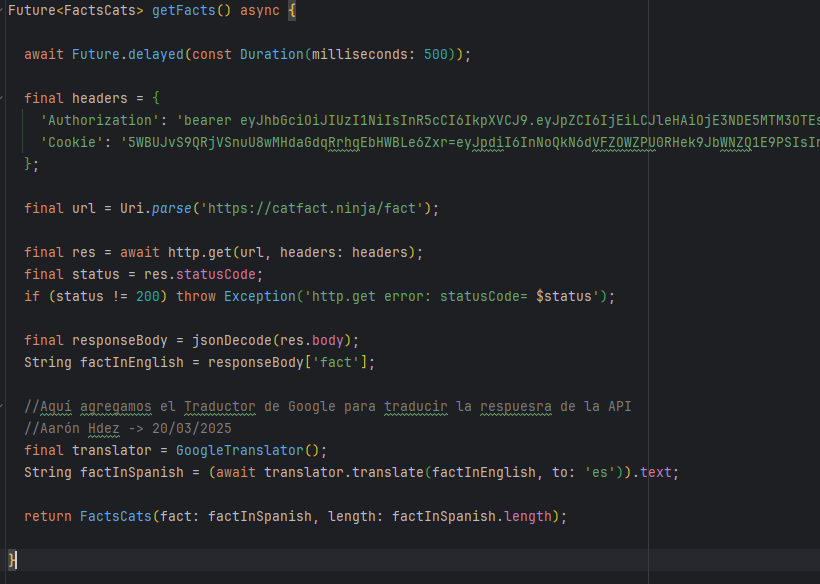 Future<FactsCats> getFacts() async {
await Future.delayed(const Duration(milliseconds: 500));
final headers = {
'Authorization': 'bearer eyJhbGciOiJIUzI1NiIsInR5cCI6IkpXVCJ9.eyJpZCI6IjEiLCJleHAiOjE3NDE5MTM3OTEs
'Cookie': '5WBUJvS9QRjVSnuU8wMHdaGdqRrhgEbHWBLe6Zxr=eyJpdiI6InNoQkN6dVFZOWZPU0RHek9JbWNZQ1E9PSIsIn
};
final url = Uri.parse('https://catfact.ninja/fact');
final res = await http.get(url, headers: headers);
final status = res.statusCode;
if (status != 200) throw Exception('http.get error: statusCode= $status');
final responseBody = jsonDecode(res.body);
String factInEnglish = responseBody['fact'];
//Aquí agregamos el Traductor de Google para traducir la respuesra de la API
//Aarón Hdez -> 20/03/2025
final translator = GoogleTranslator();
String factInSpanish = (await translator.translate(factInEnglish, to: 'es')).text;
return FactsCats(fact: factInSpanish, length: factInSpanish.length);
}